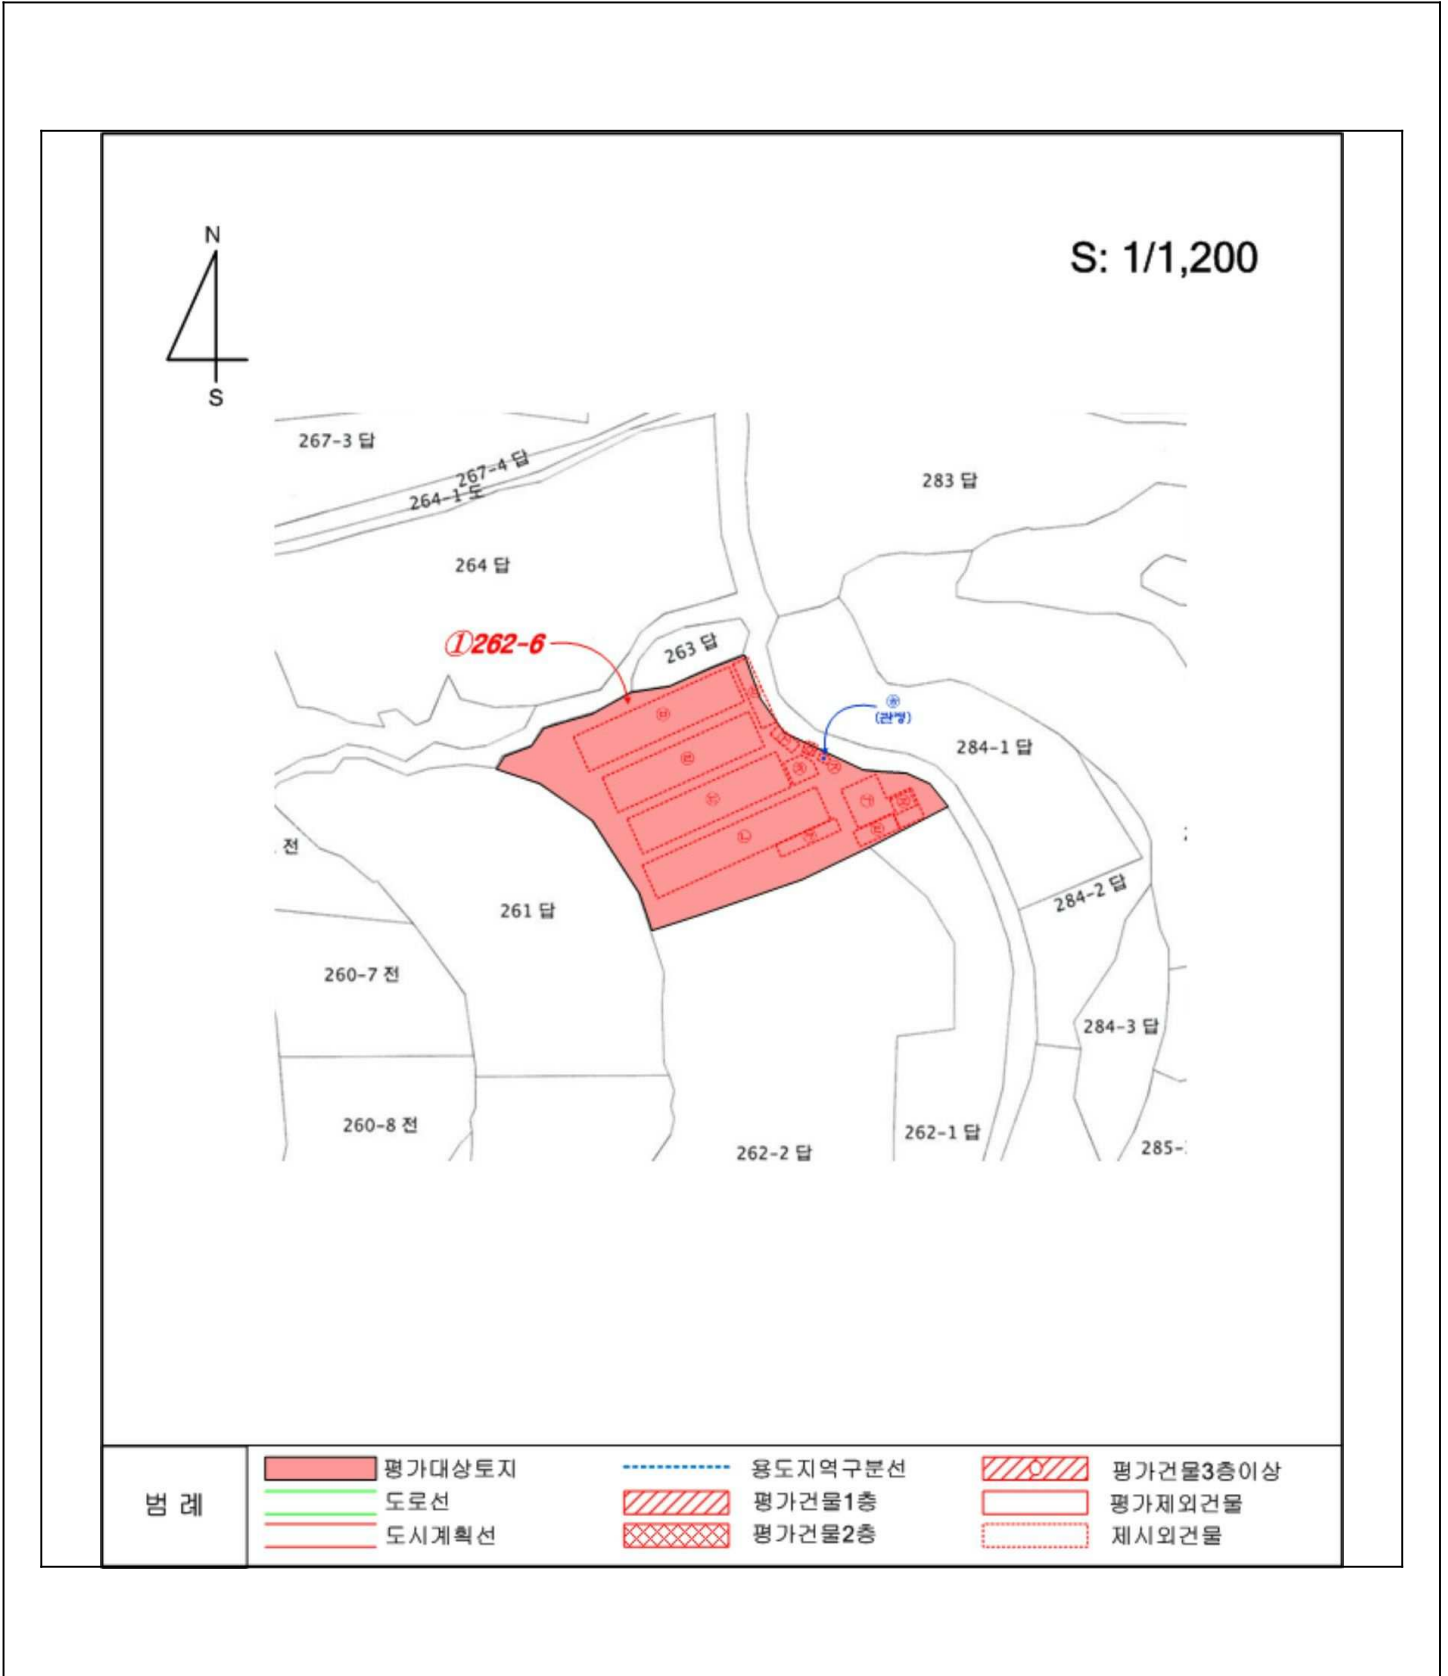 N
S: 1/1,200
S
267-3 답
267-4 답
264-1 도
283 답
264 답
①262-6
263 답
(관정)
284-1 답
전
261 답
284-2 답
260-7 전
284-3 답
260-8 전
262-2 답
262-1 답
285-
범 례
평가대상토지
용도지역구분선
평가건물3층이상
도로선
평가건물1층
평가제외건물
도시계획선
평가건물2층
제시외건물